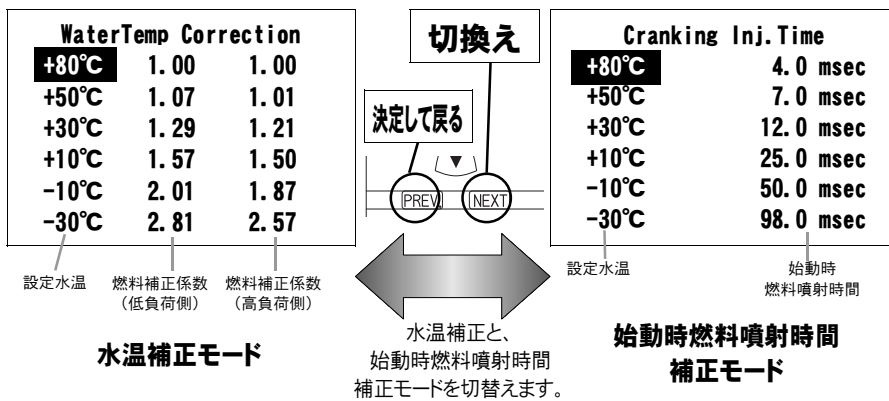 WaterTemp Correction
+80℃ 1.00 1.00
+50℃ 1.07 1.01
+30℃ 1.29 1.21
+10℃ 1.57 1.50
-10℃ 2.01 1.87
-30℃ 2.81 2.57
設定水温
燃料補正係数
（低負荷側）
燃料補正係数
（高負荷側）
水温補正モード
切換え
決定して戻る
▼
PREV.
NEXT
水温補正と、
始動時燃料噴射時間
補正モードを切替えます。
Cranking Inj.Time
+80℃ 4.0 msec
+50℃ 7.0 msec
+30℃ 12.0 msec
+10℃ 25.0 msec
-10℃ 50.0 msec
-30℃ 98.0 msec
設定水温
始動時
燃料噴射時間
始動時燃料噴射時間
補正モード